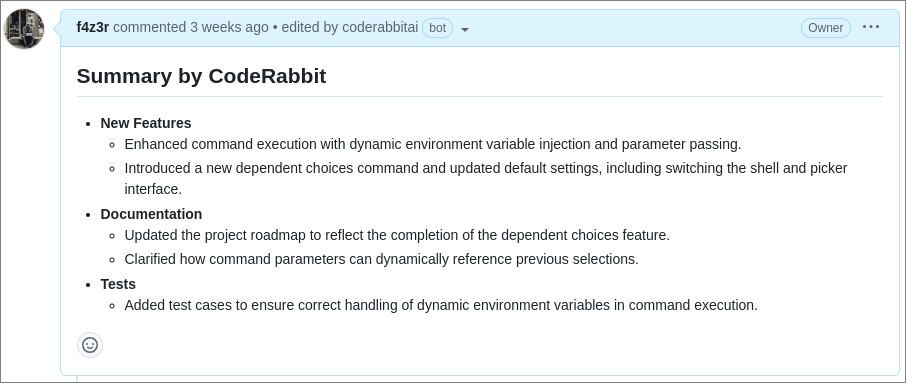 f4z3r commented 3 weeks ago • edited by coderabbitai bot
Owner
Summary by CodeRabbit
• New Features
◦ Enhanced command execution with dynamic environment variable injection and parameter passing.
◦ Introduced a new dependent choices command and updated default settings, including switching the shell and picker
interface.
• Documentation
◦ Updated the project roadmap to reflect the completion of the dependent choices feature.
◦ Clarified how command parameters can dynamically reference previous selections.
• Tests
◦ Added test cases to ensure correct handling of dynamic environment variables in command execution.